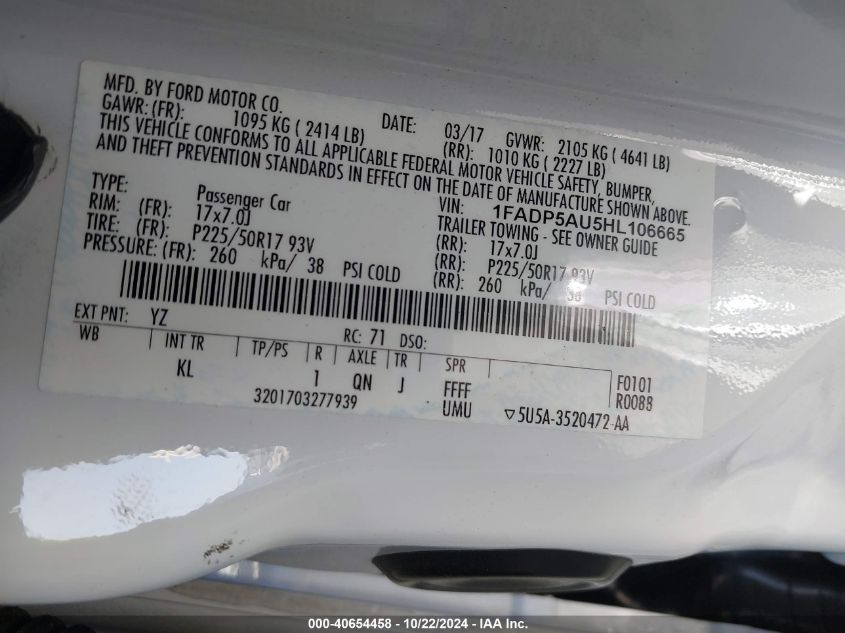 MFD. BY FORD MOTOR CO.
DATE: 03/17 GVWR: 2105 KG ( 4641 LB)
GAWR: (FR): 1095 KG ( 2414 LB) (RR): 1010 KG ( 2227 LB)
THIS VEHICLE CONFORMS TO ALL APPLICABLE FEDERAL MOTOR VEHICLE SAFETY, BUMPER,
AND THEFT PREVENTION STANDARDS IN EFFECT ON THE DATE OF MANUFACTURE SHOWN ABOVE.
TYPE: Passenger Car VIN: 1FADP5AU5HL106665
TRAILER TOWING - SEE OWNER GUIDE
RIM: (FR): 17x7.0J (RR): 17x7.0J
TIRE: (FR): P225/50R17 93V (RR): P225/50R17 93V
PRESSURE: (FR): 260 kPa/ 38 PSI COLD (RR): 260 kPa/ 38 PSI COLD
EXT PNT: YZ RC: 71 DSO:
WB INT TR TP/PS R AXLE TR SPR F0101
KL 1 QN J FFFF R0088
UMU
3201703277939 ▽5U5A-3520472-AA
000-40654458 - 10/22/2024 - IAA Inc.